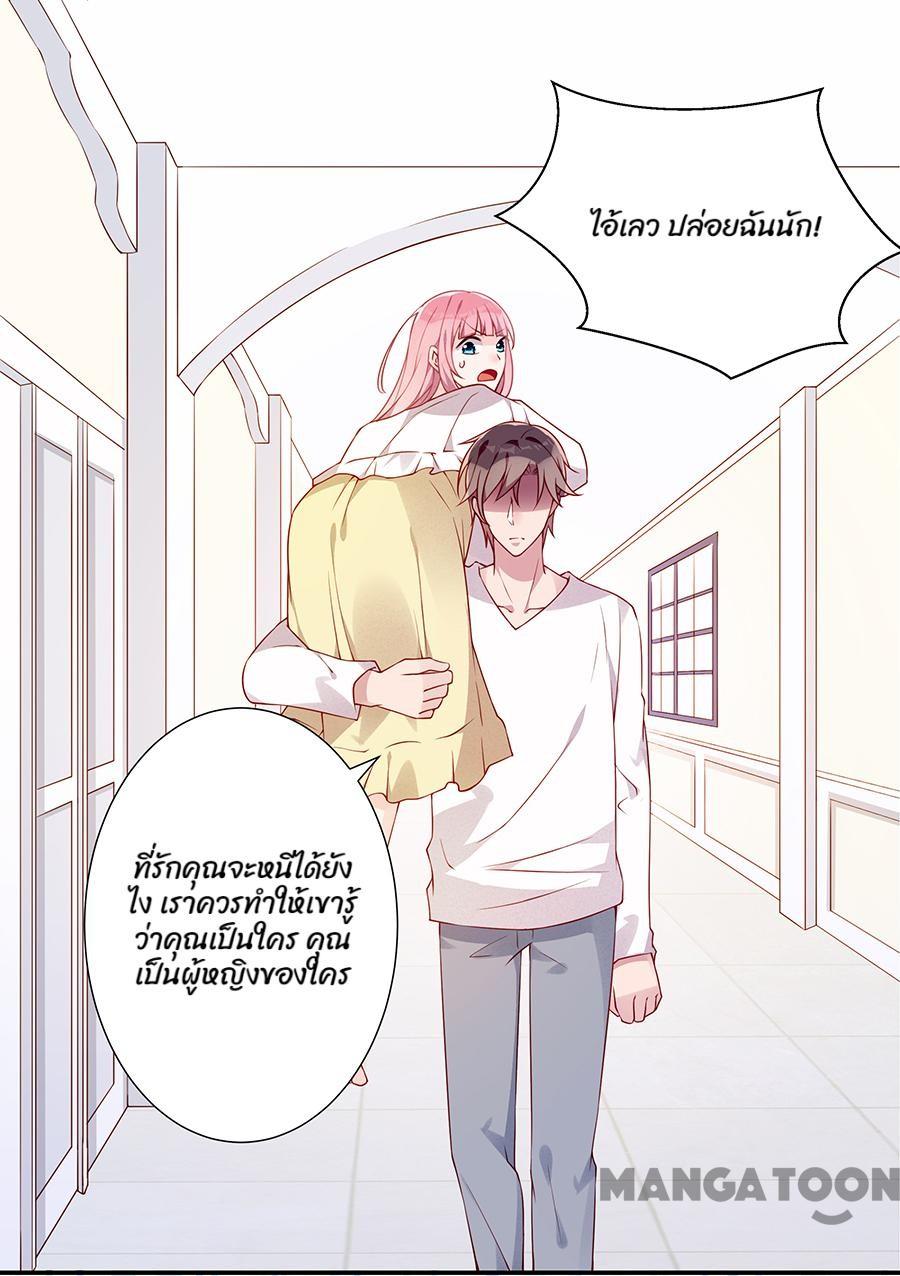 ไอ้เลว ปล่อยฉันนัก!
ที่รักคุณจะหนีได้ยัง
ไง เราควรทำให้เขารู้
ว่าคุณเป็นใคร คุณ
เป็นผู้หญิงของใคร
MANGATOON